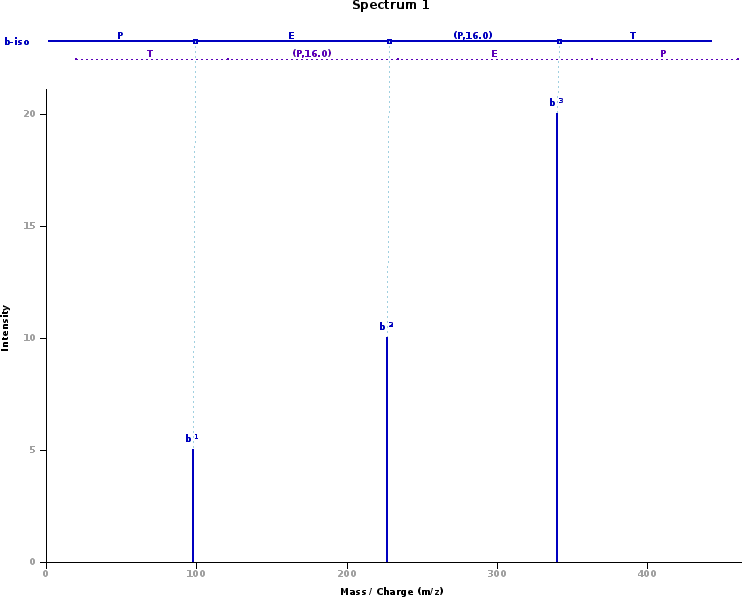 Spectrum 1
b-iso P E (P,16.0) T
T (P,16.0) E P
20
b 3
15
Intensity
10
b 2
5
b 1
0
0 100 200 300 400
Mass / Charge (m/z)